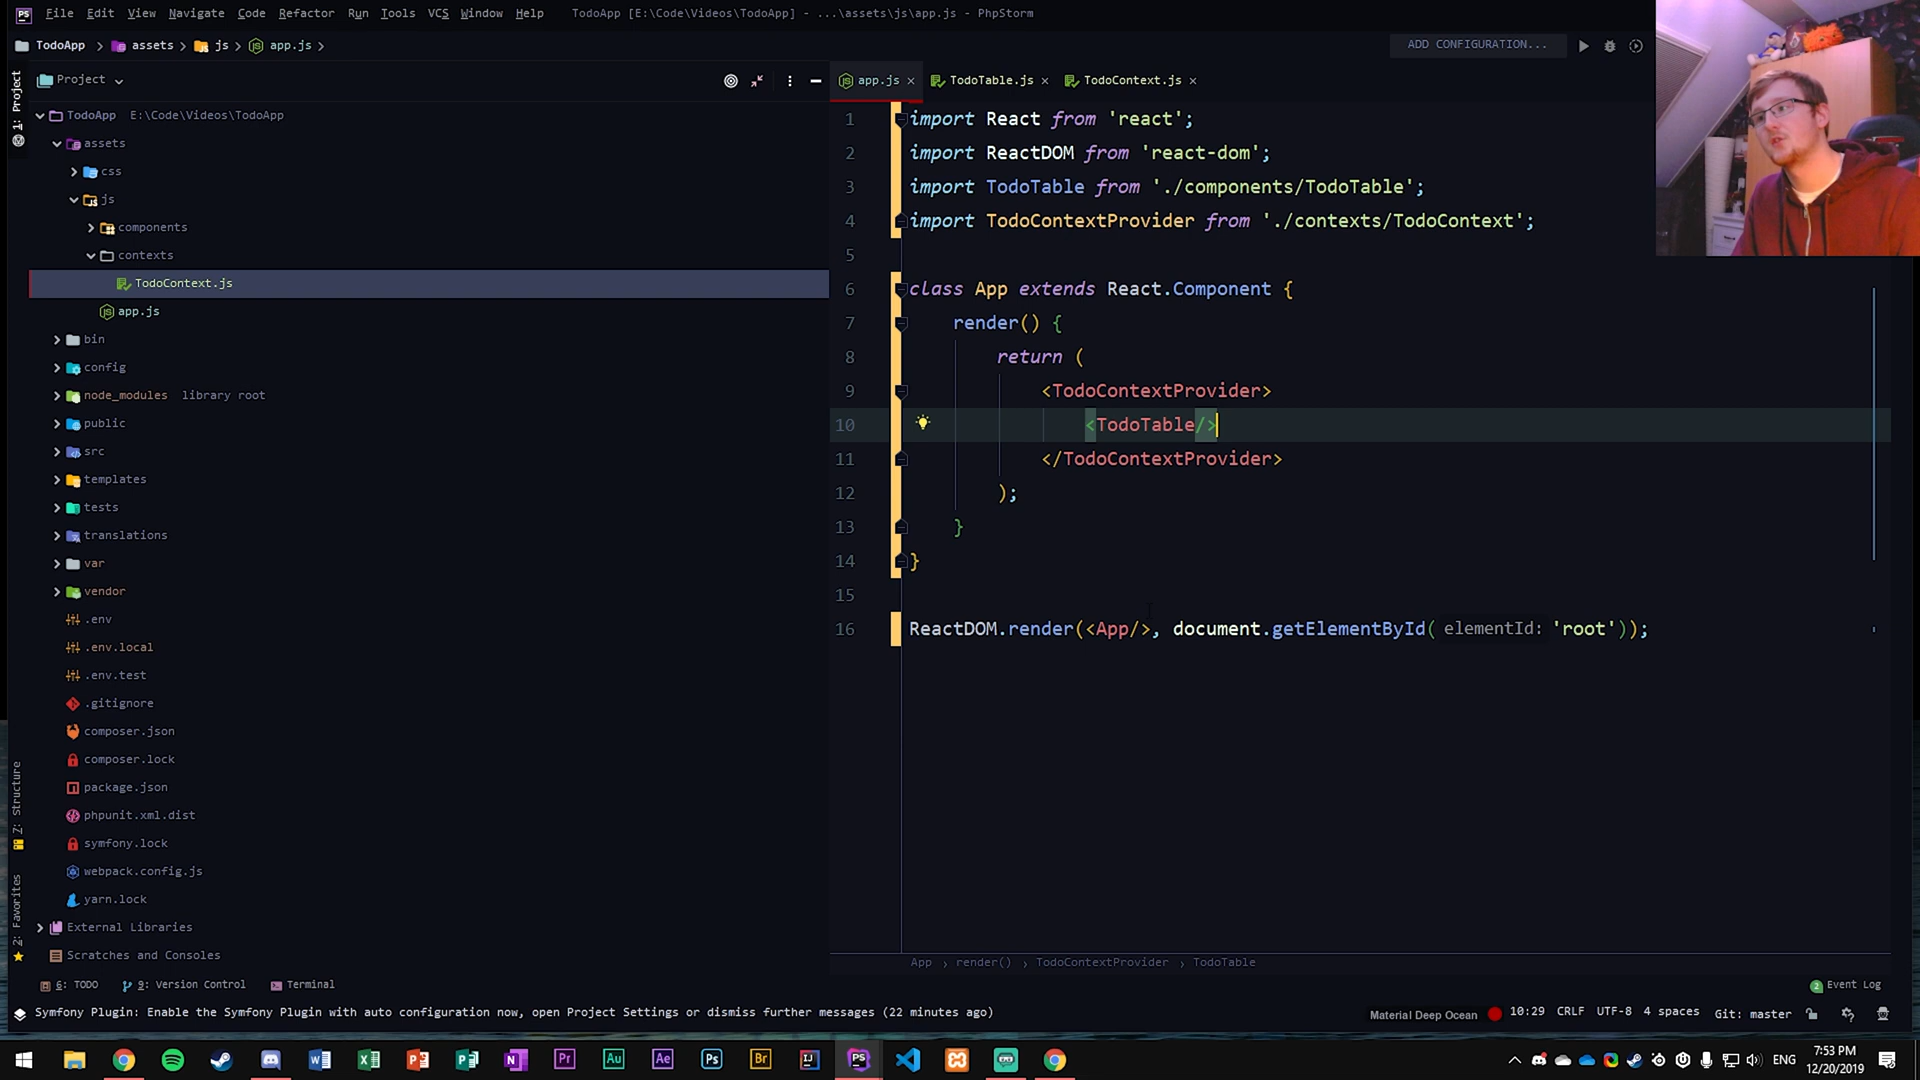 File Edit View Navigate Code Refactor Run Tools VCS Window Help TodoApp [E:\Code\Videos\TodoApp] - ...\assets\js\app.js - PhpStorm
TodoApp assets js app.js
ADD CONFIGURATION...
1: Project
Project
app.js TodoTable.js TodoContext.js
TodoApp E:\Code\Videos\TodoApp
assets
css
js
components
contexts
TodoContext.js
app.js
bin
config
node_modules library root
public
src
templates
tests
translations
var
vendor
.env
.env.local
.env.test
.gitignore
composer.json
composer.lock
package.json
phpunit.xml.dist
symfony.lock
webpack.config.js
yarn.lock
External Libraries
Scratches and Consoles
Z: Structure
2: Favorites
1 import React from 'react';
2 import ReactDOM from 'react-dom';
3 import TodoTable from './components/TodoTable';
4 import TodoContextProvider from './contexts/TodoContext';
5
6 class App extends React.Component {
7 render() {
8 return (
9 <TodoContextProvider>
10 <TodoTable/>
11 </TodoContextProvider>
12 );
13 }
14 }
15
16 ReactDOM.render(<App/>, document.getElementById( elementId: 'root'));
App render() TodoContextProvider TodoTable
6: TODO 9: Version Control Terminal
2 Event Log
Symfony Plugin: Enable the Symfony Plugin with auto configuration now, open Project Settings or dismiss further messages (22 minutes ago)
Material Deep Ocean 10:29 CRLF UTF-8 4 spaces Git: master
Pr Au Ae Ps Br IJ PS
ENG
7:53 PM
12/20/2019